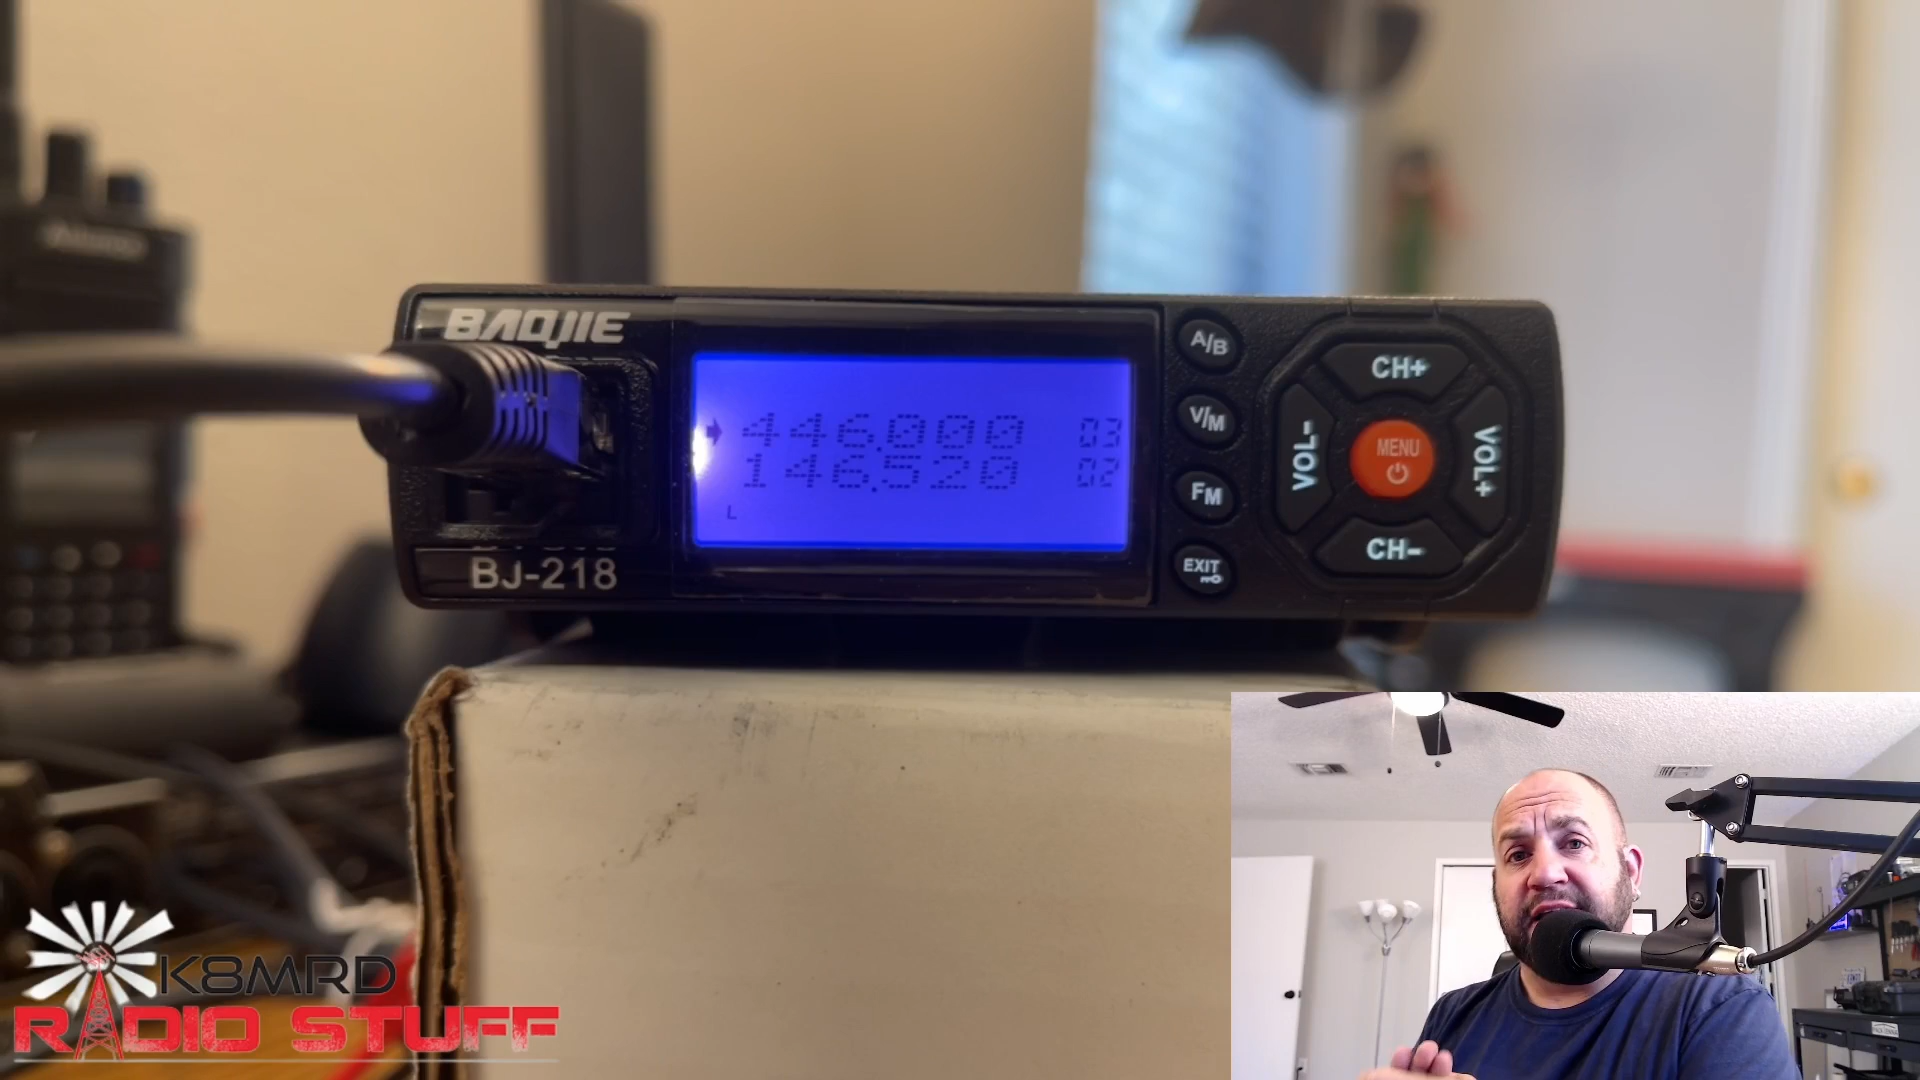 BAOJIE
BJ-218
446.000 03
146.520 02
L
A/B
V/M
FM
EXIT
CH+
VOL-
MENU
VOL+
CH-
K8MRD
RADIO STUFF